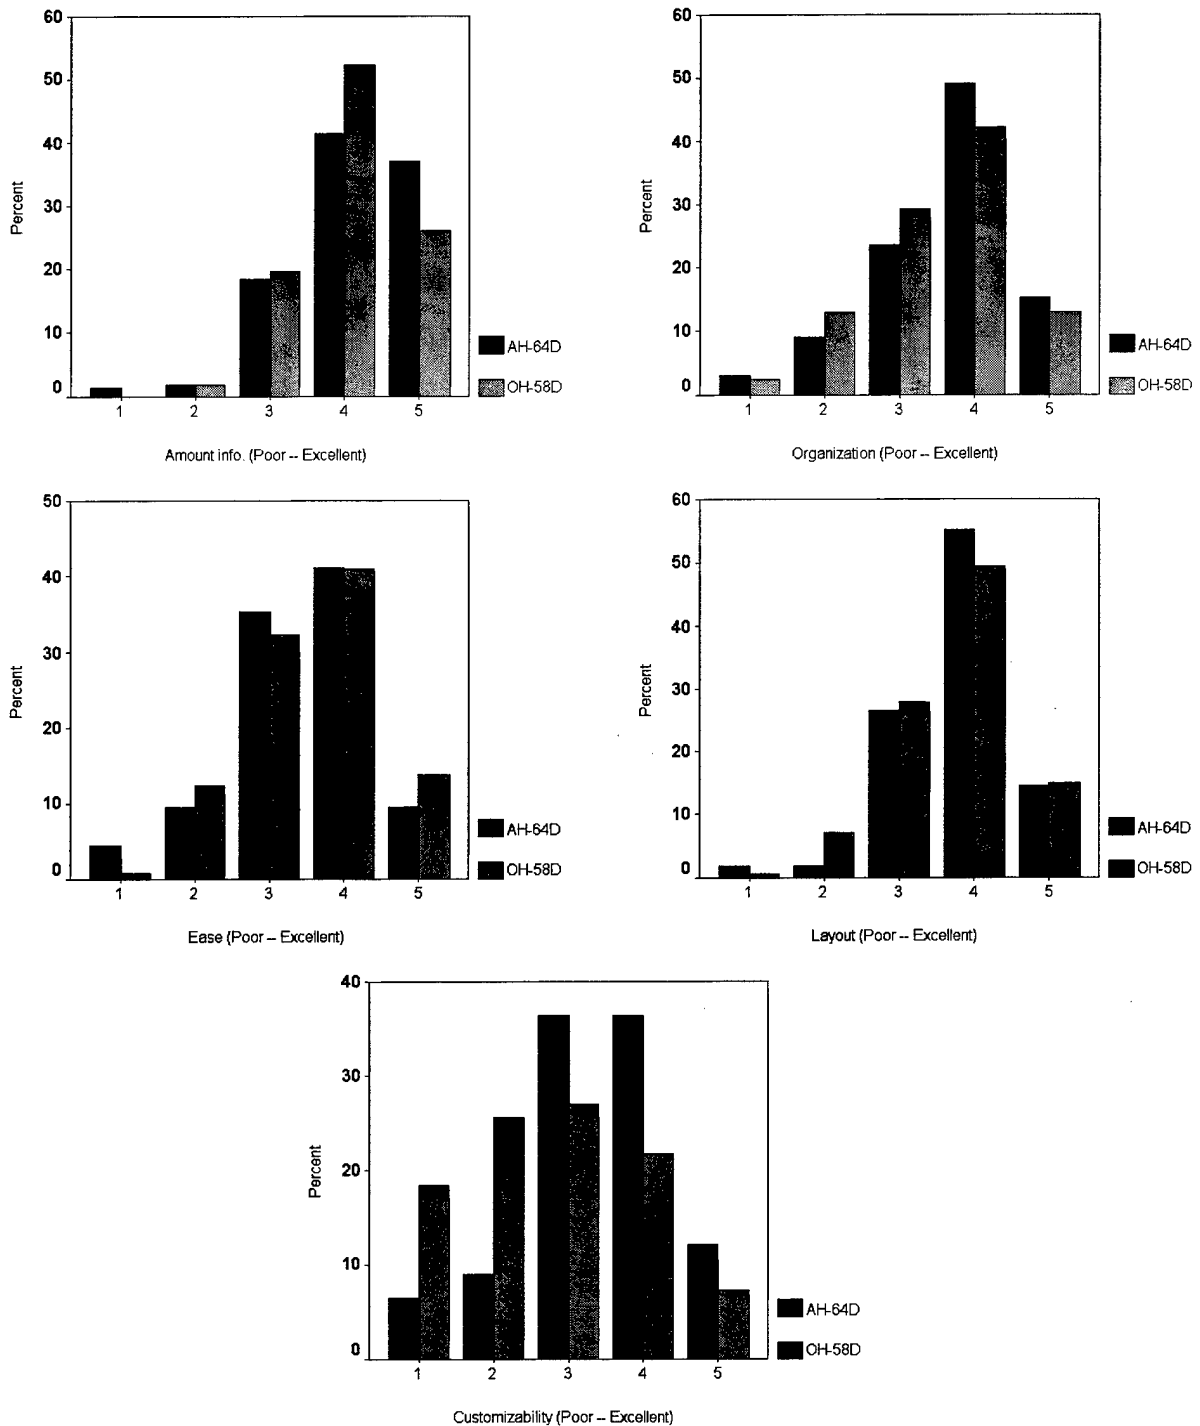 60
50
40
30
20
10
0
Percent
1 2 3 4 5
Amount info. (Poor -- Excellent)
AH-64D
OH-58D
60
50
40
30
20
10
0
Percent
1 2 3 4 5
Organization (Poor -- Excellent)
AH-64D
OH-58D
50
40
30
20
10
0
Percent
1 2 3 4 5
Ease (Poor -- Excellent)
AH-64D
OH-58D
60
50
40
30
20
10
0
Percent
1 2 3 4 5
Layout (Poor -- Excellent)
AH-64D
OH-58D
40
30
20
10
0
Percent
1 2 3 4 5
Customizability (Poor -- Excellent)
AH-64D
OH-58D